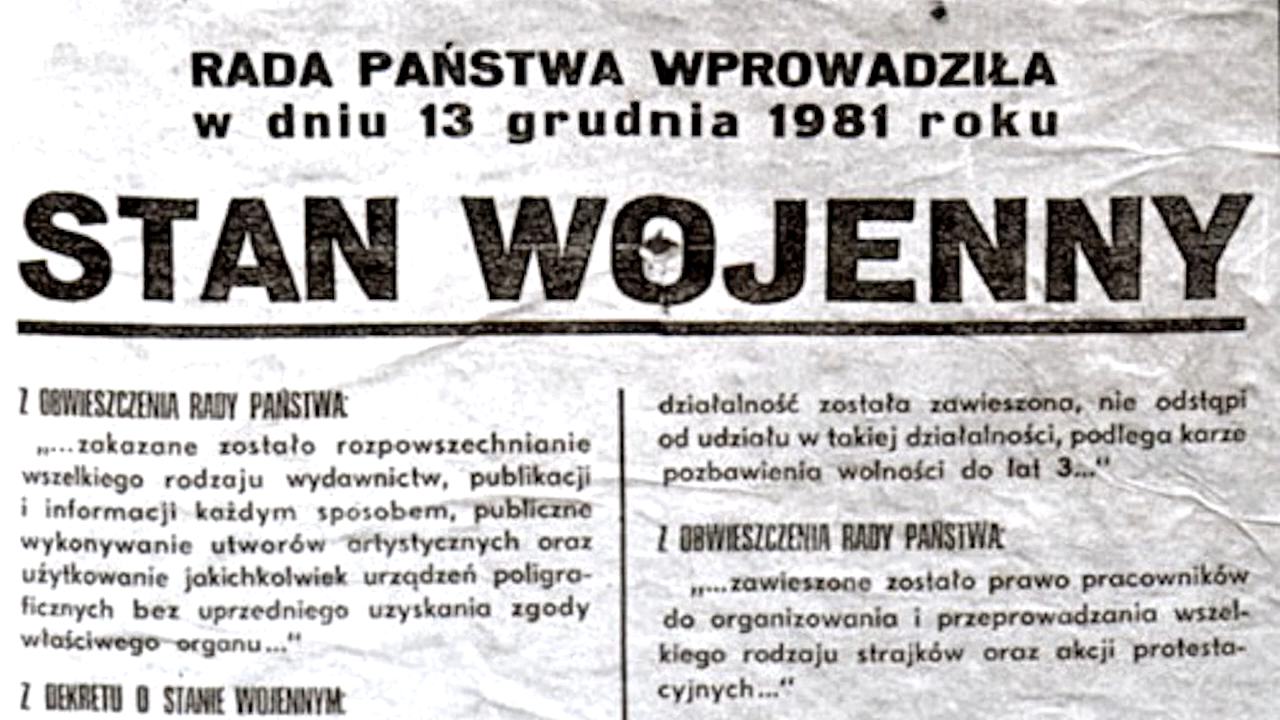 RADA PAŃSTWA WPROWADZIŁA
w dniu 13 grudnia 1981 roku
STAN WOJENNY
Z OBWIESZCZENIA RADY PAŃSTWA:
„...zakazane zostało rozpowszechnianie
wszelkiego rodzaju wydawnictw, publikacji
i informacji każdym sposobem, publiczne
wykonywanie utworów artystycznych oraz
użytkowanie jakichkolwiek urządzeń poligra-
ficznych bez uprzedniego uzyskania zgody
właściwego organu...“
Z DEKRETU O STANIE WOJENNYM:
działalność została zawieszona, nie odstąpi
od udziału w takiej działalności, podlega karze
pozbawienia wolności do lat 3...“
Z OBWIESZCZENIA RADY PAŃSTWA:
„...zawieszone zostało prawo pracowników
do organizowania i przeprowadzania wszel-
kiego rodzaju strajków oraz akcji protesta-
cyjnych...“